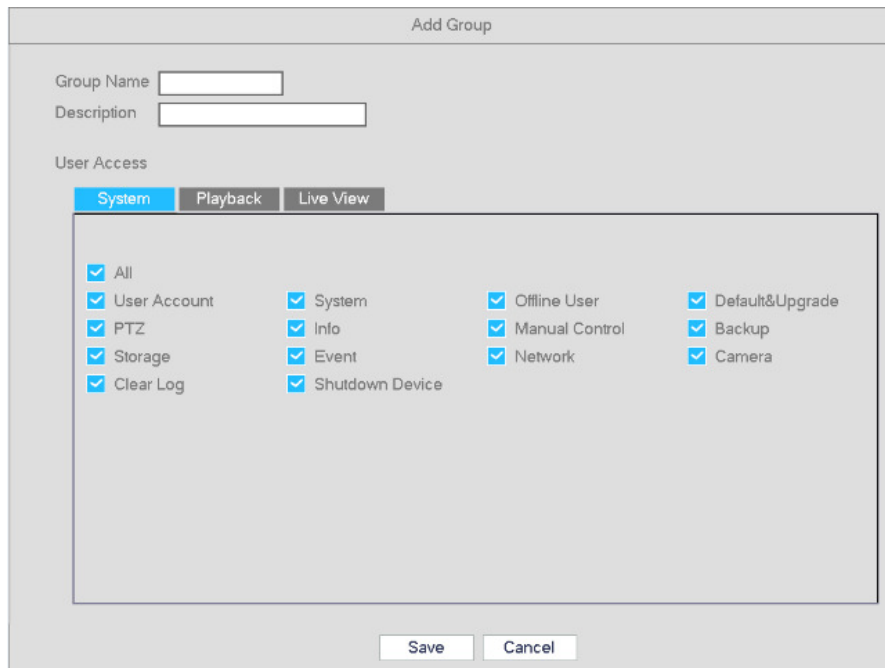 Add Group
Group Name
Description
User Access
System Playback Live View
All
User Account System Offline User Default&Upgrade
PTZ Info Manual Control Backup
Storage Event Network Camera
Clear Log Shutdown Device
Save Cancel